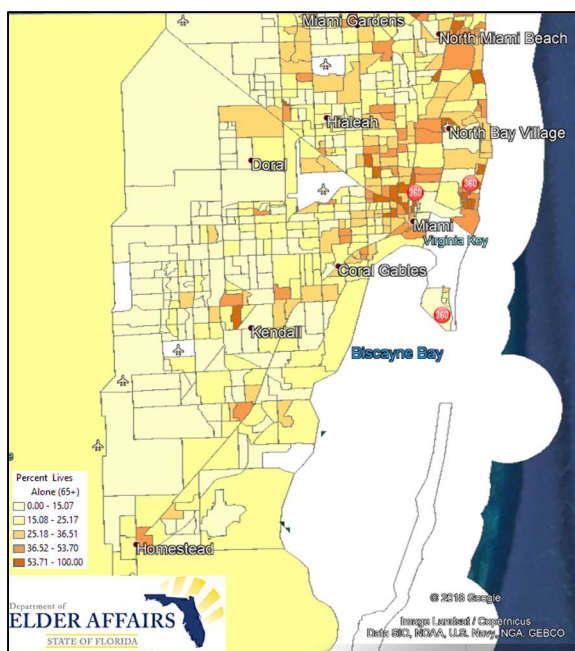 Miami Gardens
North Miami Beach
Hialeah
North Bay Village
Doral
360
360
Miami
Virginia Key
Coral Gables
360
Kendall
Biscayne Bay
Percent Lives
Alone (65+)
0.00 - 15.07
15.08 - 25.17
25.18 - 36.51
36.52 - 53.70
53.71 - 100.00
Homestead
Department of
ELDER AFFAIRS
STATE OF FLORIDA
© 2018 Google
Image Landsat / Copernicus
Data SIO, NOAA, U.S. Navy, NGA, GEBCO